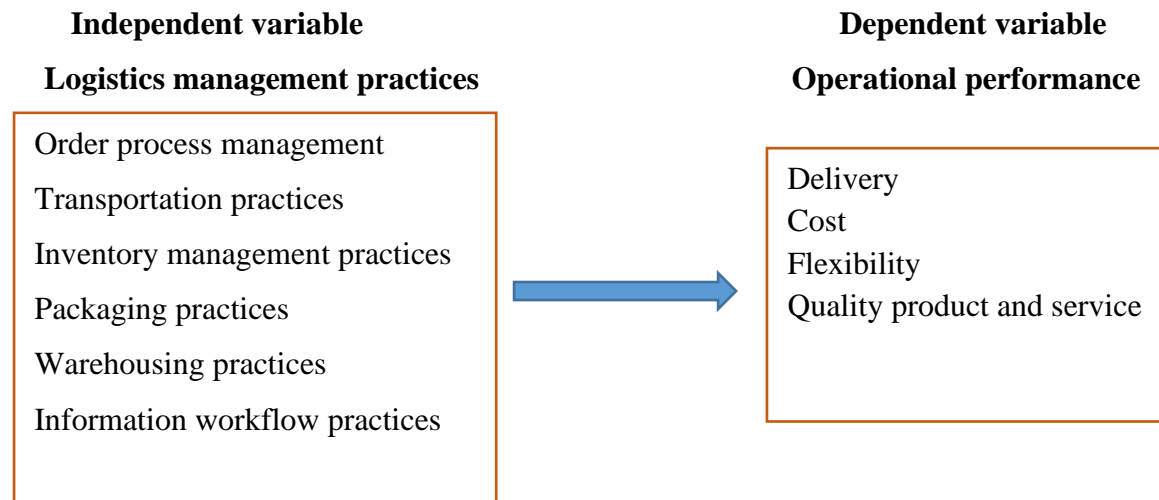 Independent variable
Logistics management practices
Order process management
Transportation practices
Inventory management practices
Packaging practices
Warehousing practices
Information workflow practices
Dependent variable
Operational performance
Delivery
Cost
Flexibility
Quality product and service